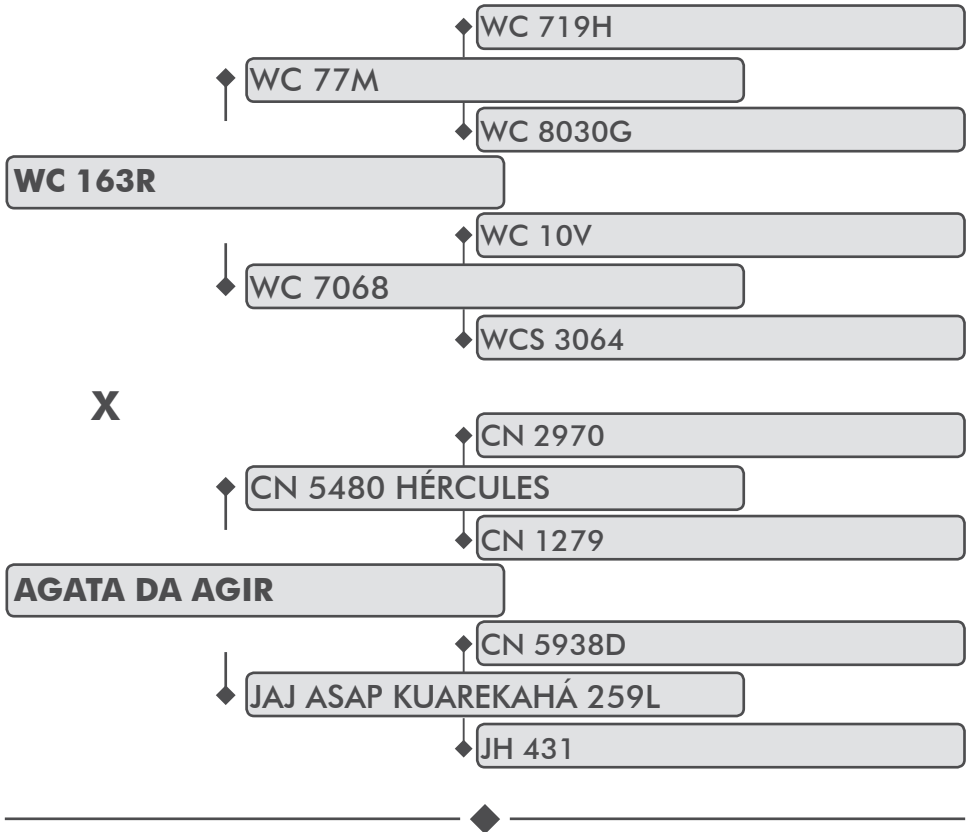 WC 719H
WC 77M
WC 8030G
WC 163R
WC 10V
WC 7068
WCS 3064
X
CN 2970
CN 5480 HÉRCULES
CN 1279
AGATA DA AGIR
CN 5938D
JAJ ASAP KUAREKAHÁ 259L
JH 431